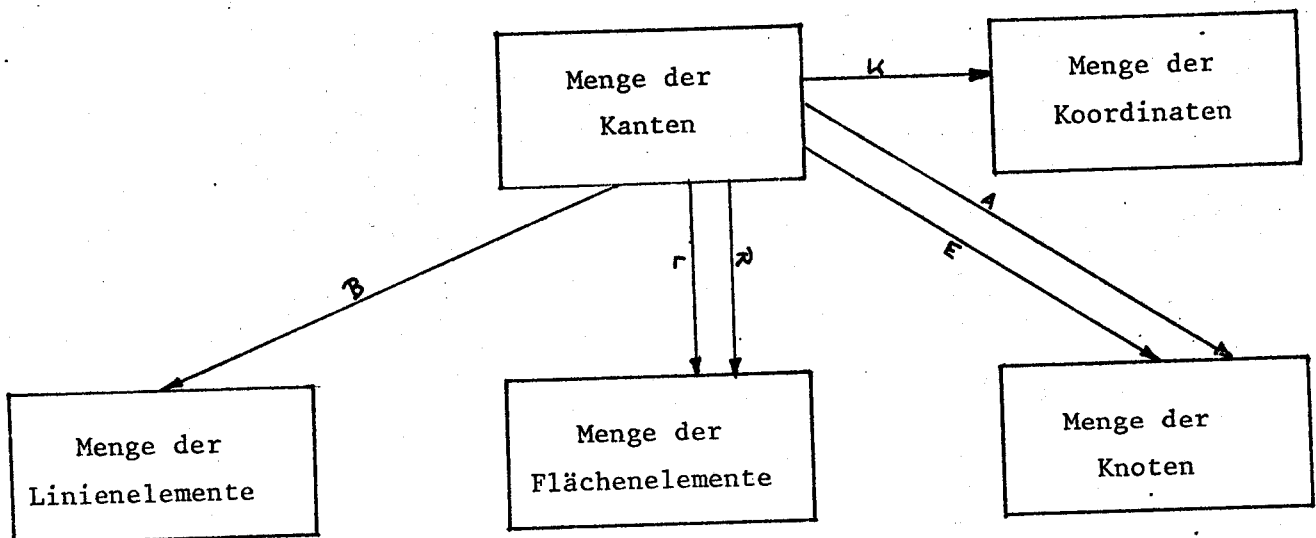 Menge der
Kanten
K
Menge der
Koordinaten
A
E
B
L
R
Menge der
Linienelemente
Menge der
Flächenelemente
Menge der
Knoten